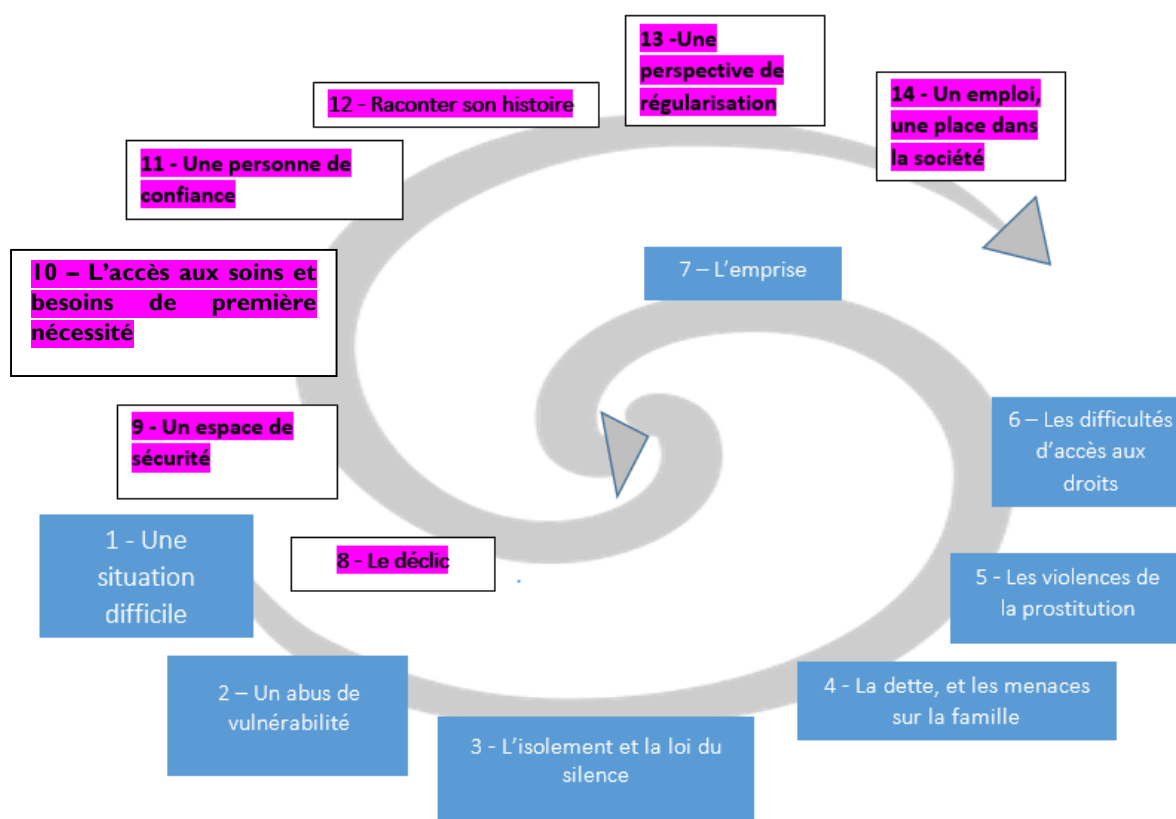 13 -Une
perspective de
régularisation
14 - Un emploi,
une place dans
la société
12 - Raconter son histoire
11 - Une personne de
confiance
10 – L’accès aux soins et
besoins de première
nécessité
7 – L’emprise
9 - Un espace de
sécurité
6 – Les difficultés
d’accès aux
droits
1 - Une
situation
difficile
8 - Le déclic
5 - Les violences de
la prostitution
2 – Un abus de
vulnérabilité
4 - La dette, et les menaces
sur la famille
3 - L’isolement et la loi du
silence